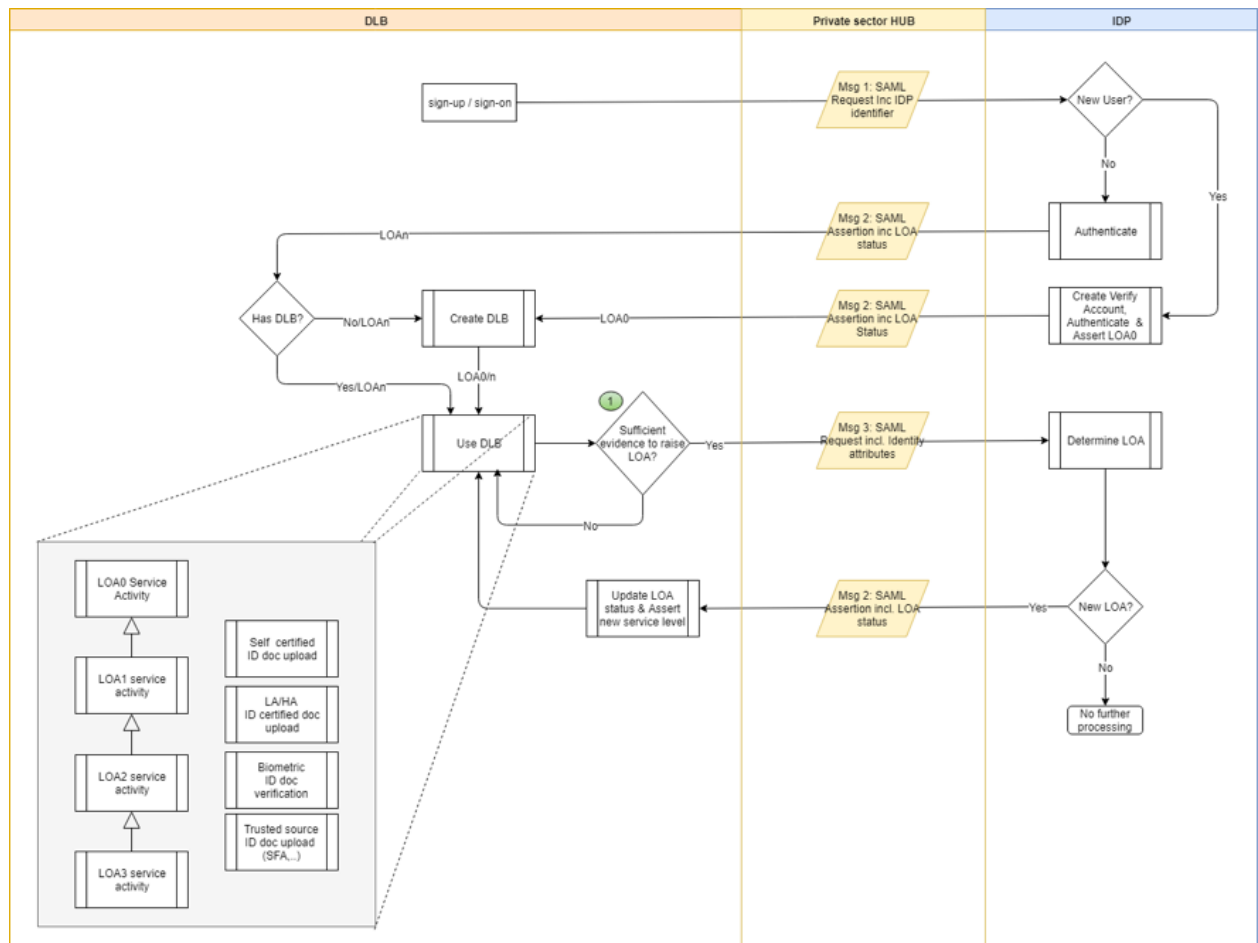 DLB
Private sector HUB
IDP
sign-up / sign-on
Msg 1: SAML
Request Inc IDP
identifier
New User?
No
Yes
Msg 2: SAML
Assertion inc LOA
status
Authenticate
LOAn
Has DLB?
No/LOAn
Create DLB
LOA0
Msg 2: SAML
Assertion inc LOA
Status
Create Verify
Account,
Authenticate &
Assert LOA0
LOA0/n
Yes/LOAn
1
Use DLB
Sufficient
evidence to raise
LOA?
Yes
Msg 3: SAML
Request incl. Identity
attributes
Determine LOA
No
Update LOA
status & Assert
new service level
Msg 2: SAML
Assertion incl. LOA
status
Yes
New LOA?
No
No further
processing
LOA0 Service
Activity
LOA1 service
activity
LOA2 service
activity
LOA3 service
activity
Self certified
ID doc upload
LA/HA
ID certified doc
upload
Biometric
ID doc
verification
Trusted source
ID doc upload
(SFA,..)